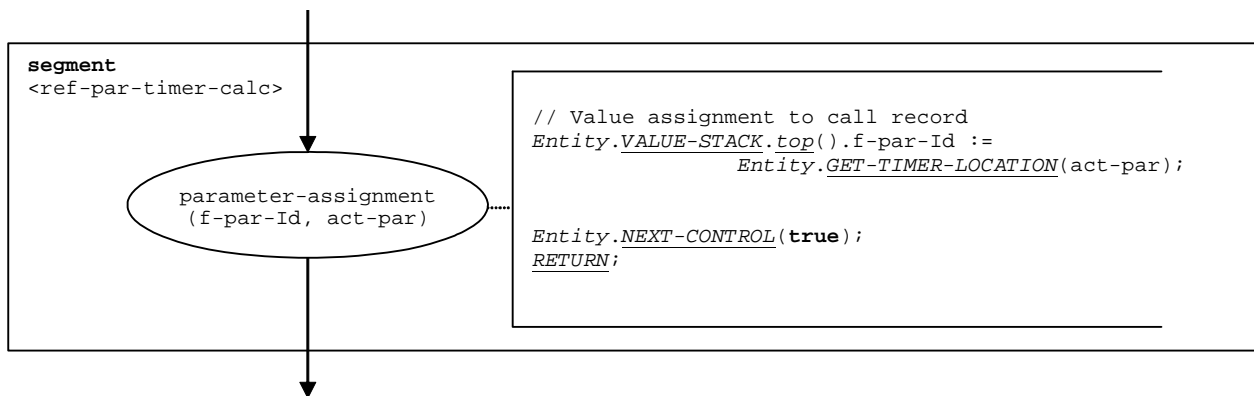 segment
<ref-par-timer-calc>
parameter-assignment
(f-par-Id, act-par)
// Value assignment to call record
Entity.VALUE-STACK.top().f-par-Id :=
Entity.GET-TIMER-LOCATION(act-par);
Entity.NEXT-CONTROL(true);
RETURN;